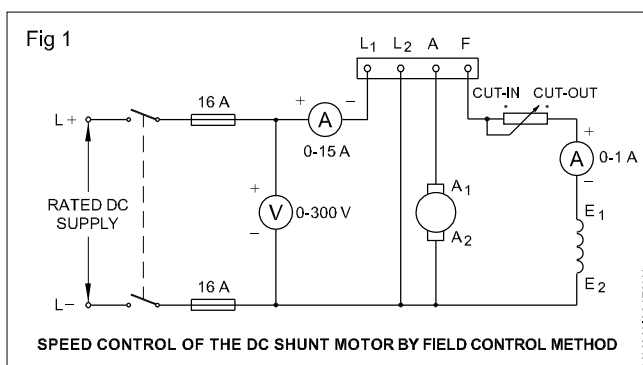 Fig 1
L1 L2 A F
CUT-IN CUT-OUT
16 A
L+
+ A −
0-15 A
+
A 0-1 A
−
RATED DC
SUPPLY
+
V 0-300 V
−
A1
A2
E1
E2
16 A
L−
SPEED CONTROL OF THE DC SHUNT MOTOR BY FIELD CONTROL METHOD